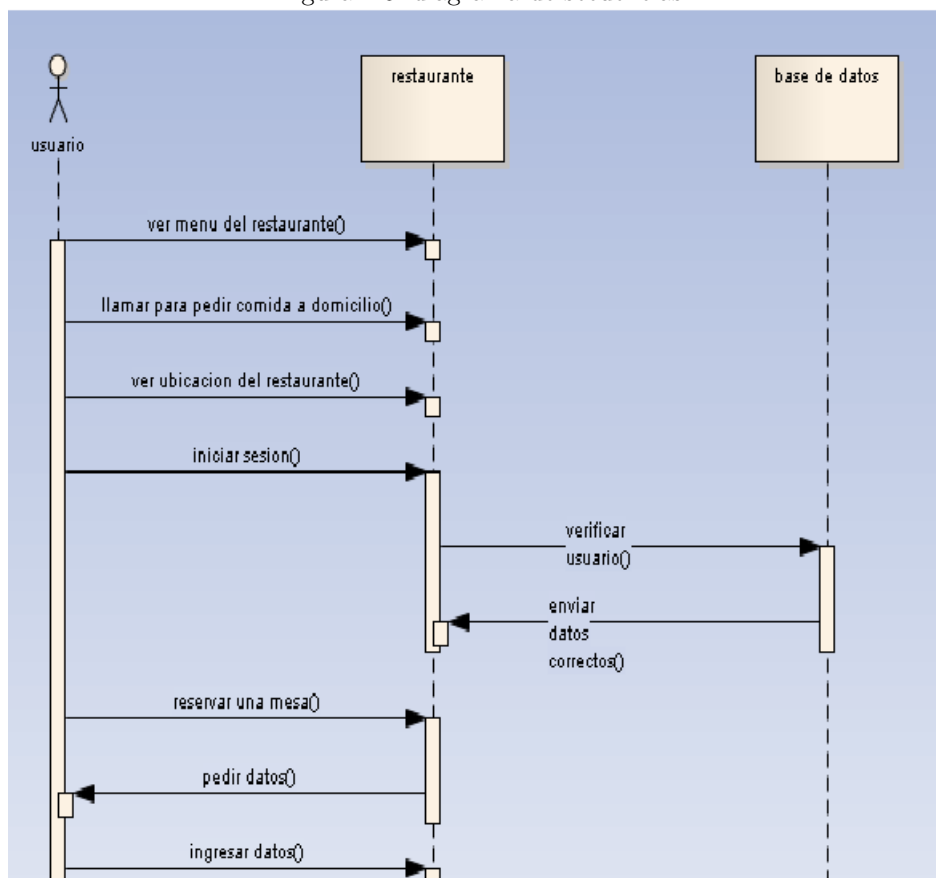 restaurante
base de datos
usuario
ver menu del restaurante()
llamar para pedir comida a domicilio()
ver ubicacion del restaurante()
iniciar sesion()
verificar
usuario()
enviar
datos
correctos()
reservar una mesa()
pedir datos()
ingresar datos()